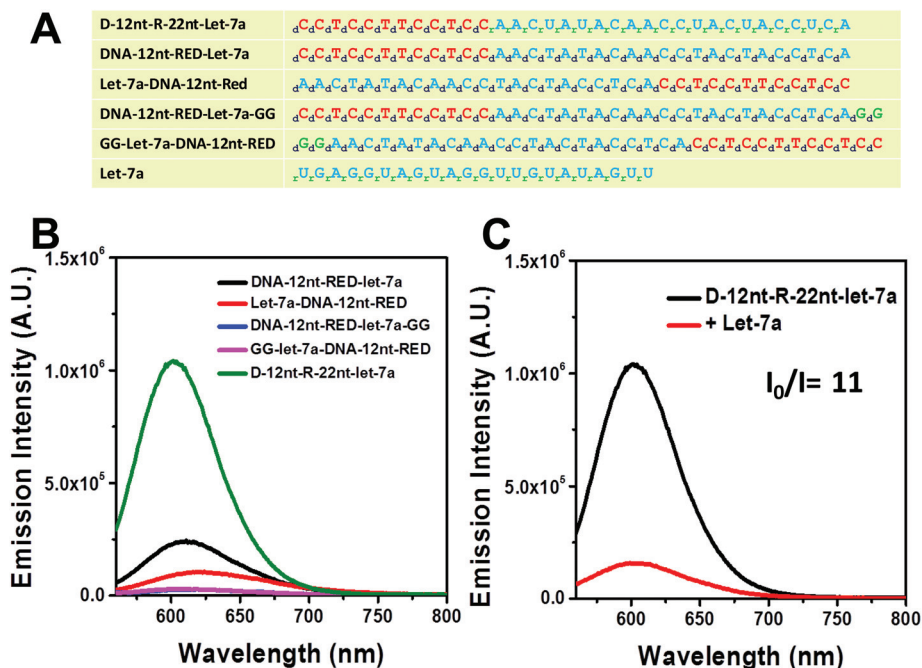 A
D-12nt-R-22nt-Let-7a dCdCdTdCdCdTdTdCdCdTdCdCrArArCrUrArUrArCrArArCrCrUrArCrUrArCrCrUrCrA
DNA-12nt-RED-Let-7a dCdCdTdCdCdTdTdCdCdTdCdCdAdAdCdTdAdTdAdCdAdAdCdCdTdAdCdTdAdCdCdTdCdA
Let-7a-DNA-12nt-Red dAdAdCdTdAdTdAdCdAdAdCdCdTdAdCdTdAdCdCdTdCdAdCdCdTdCdCdTdTdCdCdTdCdC
DNA-12nt-RED-Let-7a-GG dCdCdTdCdCdTdTdCdCdTdCdCdAdAdCdTdAdTdAdCdAdAdCdCdTdAdCdTdAdCdCdTdCdAdGdG
GG-Let-7a-DNA-12nt-RED dGdGdAdAdCdTdAdTdAdCdAdAdCdCdTdAdCdTdAdCdCdTdCdAdCdCdTdCdCdTdTdCdCdTdCdC
Let-7a rUrGrArGrGrUrArGrUrArGrGrUrUrGrUrArUrArGrUrU
B
Emission Intensity (A.U.)
1.5x10⁶
1.0x10⁶
5.0x10⁵
0.0
DNA-12nt-RED-let-7a
Let-7a-DNA-12nt-RED
DNA-12nt-RED-let-7a-GG
GG-let-7a-DNA-12nt-RED
D-12nt-R-22nt-let-7a
600 650 700 750 800
Wavelength (nm)
C
Emission Intensity (A.U.)
1.5x10⁶
1.0x10⁶
5.0x10⁵
0.0
D-12nt-R-22nt-let-7a
+ Let-7a
I₀/I= 11
600 650 700 750 800
Wavelength (nm)